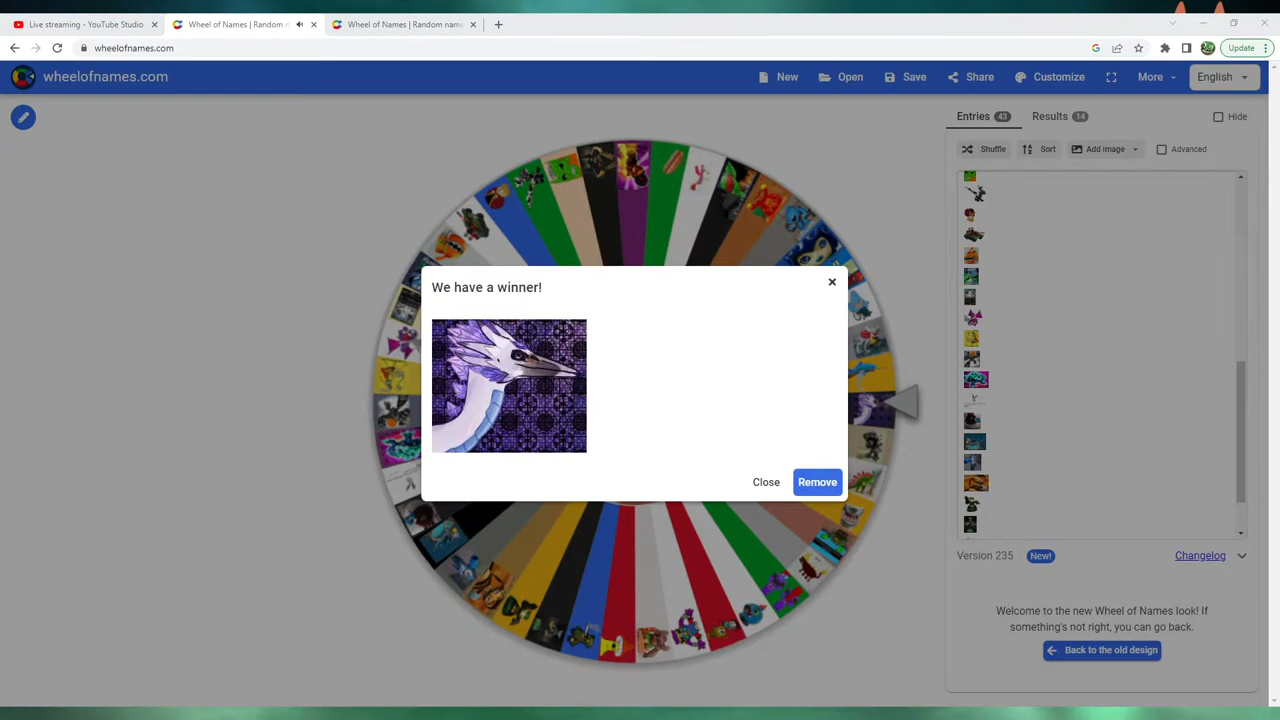 Live streaming - YouTube Studio
Wheel of Names | Random n
Wheel of Names | Random name
wheelofnames.com
Update
wheelofnames.com
New
Open
Save
Share
Customize
More
English
Entries 43
Results 14
Hide
Shuffle
Sort
Add image
Advanced
We have a winner!
Close
Remove
Version 235
New!
Changelog
Welcome to the new Wheel of Names look! If
something's not right, you can go back.
Back to the old design